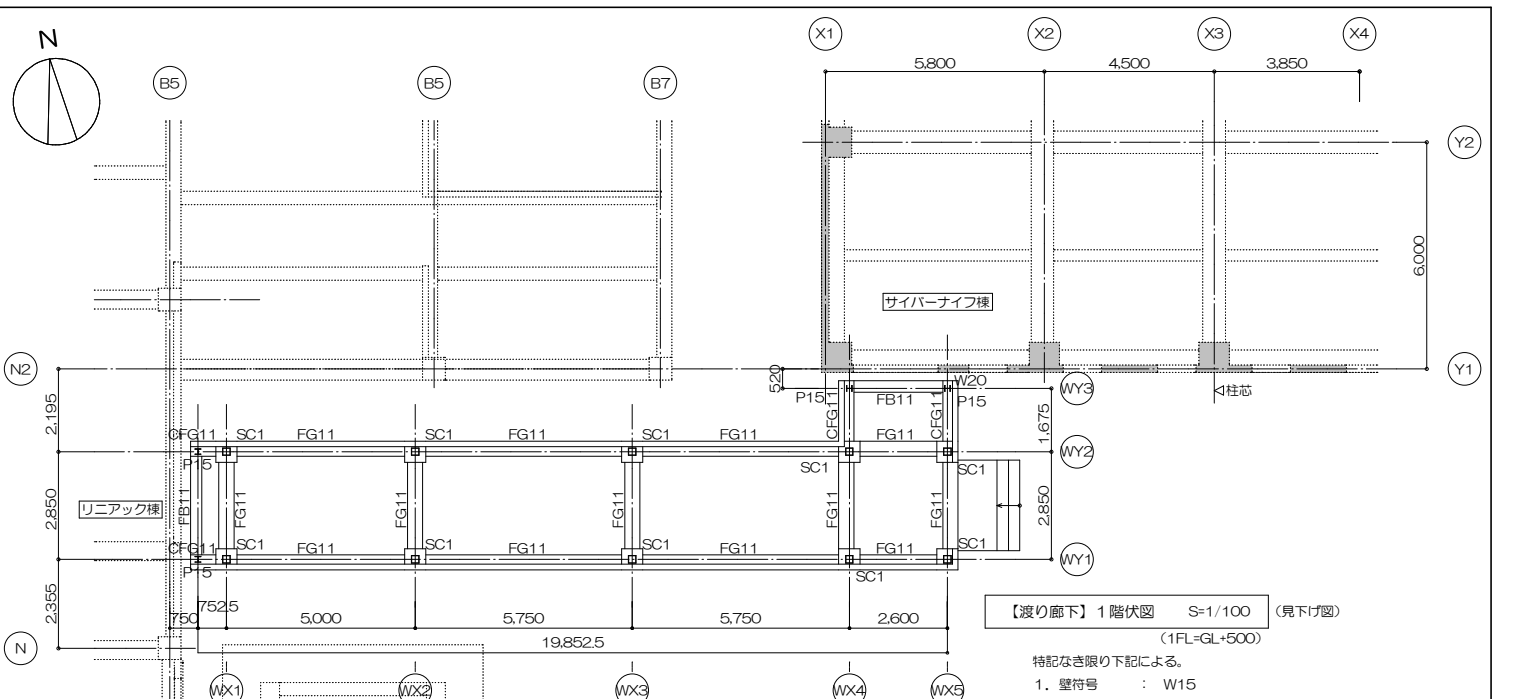 N
B5
B5
B7
X1
X2
X3
X4
5,800
4,500
3,850
Y2
6,000
サイバーナイフ棟
N2
Y1
520
W20
WY3
P15
FB11
P15
◁柱芯
2,195
CFG11
CFG11
1,675
CFG11
SC1
FG11
SC1
FG11
SC1
FG11
FG11
WY2
P15
SC1
SC1
リニアック棟
2,850
FB11
FG11
FG11
FG11
FG11
FG11
2,850
CFG11
SC1
FG11
SC1
FG11
SC1
FG11
FG11
SC1
WY1
P15
SC1
2,355
752.5
750
5,000
5,750
5,750
2,600
19,852.5
【渡り廊下】１階伏図 S=1/100 (見下げ図)
(1FL=GL+500)
N
特記なき限り下記による。
1. 壁符号 : W15
WX1
WX2
WX3
WX4
WX5